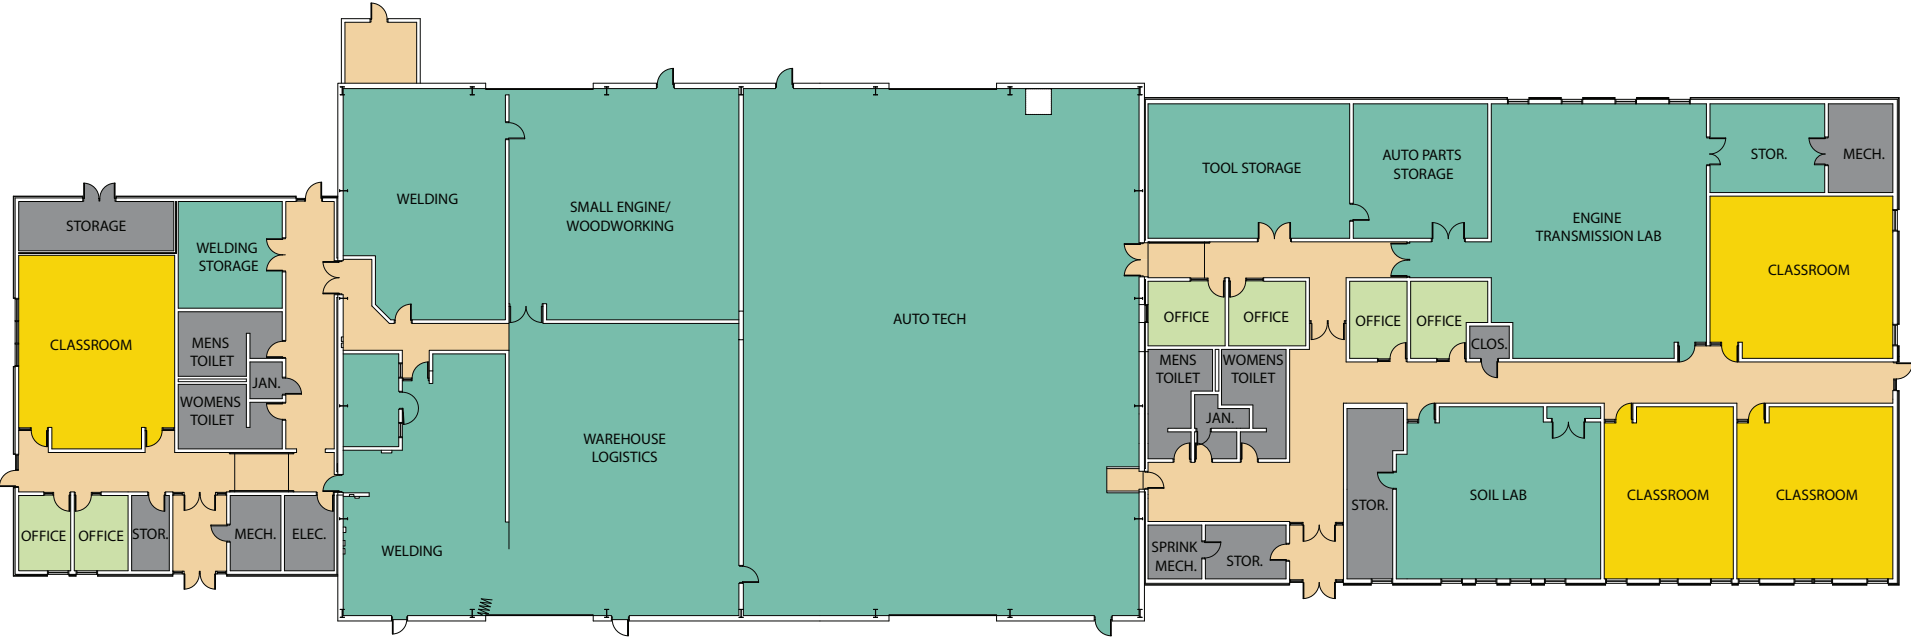 STORAGE
WELDING
STORAGE
CLASSROOM
MENS
TOILET
JAN.
WOMENS
TOILET
OFFICE
OFFICE
STOR.
MECH.
ELEC.
WELDING
SMALL ENGINE/
WOODWORKING
WAREHOUSE
LOGISTICS
WELDING
AUTO TECH
TOOL STORAGE
AUTO PARTS
STORAGE
ENGINE
TRANSMISSION LAB
STOR.
MECH.
CLASSROOM
OFFICE
OFFICE
OFFICE
OFFICE
CLOS.
MENS
TOILET
WOMENS
TOILET
JAN.
SPRINK
MECH.
STOR.
STOR.
SOIL LAB
CLASSROOM
CLASSROOM